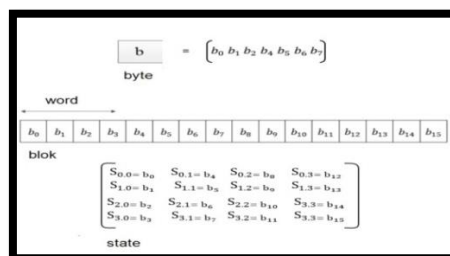 b = [b₀ b₁ b₂ b₄ b₅ b₆ b₇]
byte
word
b₀ b₁ b₂ b₃ b₄ b₅ b₆ b₇ b₈ b₉ b₁₀ b₁₁ b₁₂ b₁₃ b₁₄ b₁₅
blok
S₀.₀₌ b₀ S₀.₁₌ b₄ S₀.₂₌ b₈ S₀.₃₌ b₁₂
S₁.₀₌ b₁ S₁.₁₌ b₅ S₁.₂₌ b₉ S₁.₃₌ b₁₃
S₂.₀₌ b₂ S₂.₁₌ b₆ S₂.₂₌ b₁₀ S₃.₃₌ b₁₄
S₃.₀₌ b₃ S₃.₁₌ b₇ S₃.₂₌ b₁₁ S₃.₃₌ b₁₅
state